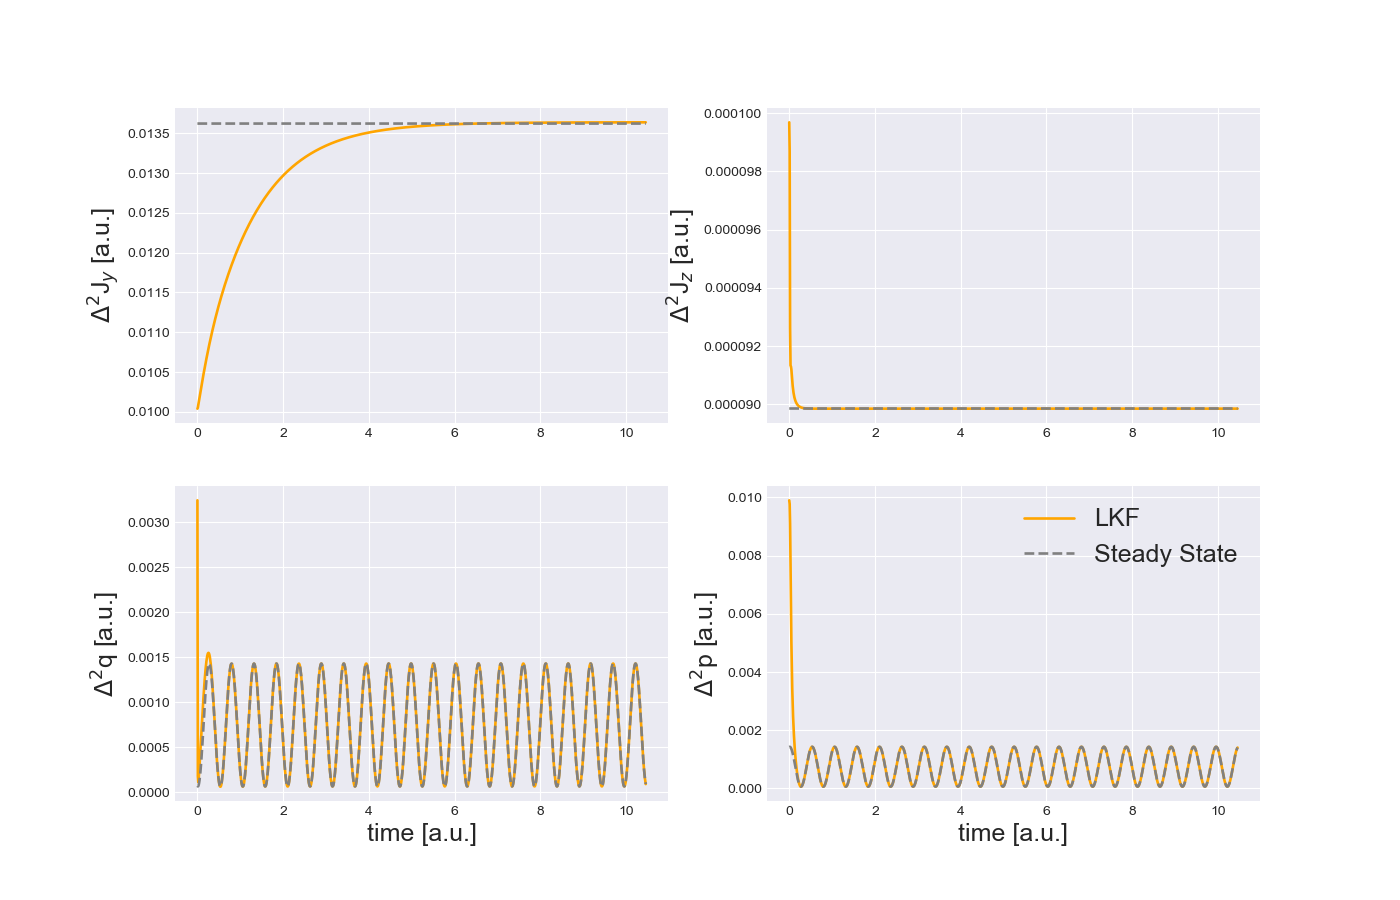 0.0135
0.0130
0.0125
0.0120
0.0115
0.0110
0.0105
0.0100
Δ² J_y [a.u.]
0 2 4 6 8 10
0.000100
0.000098
0.000096
0.000094
0.000092
0.000090
Δ² J_z [a.u.]
0 2 4 6 8 10
0.0030
0.0025
0.0020
0.0015
0.0010
0.0005
0.0000
Δ²q [a.u.]
0 2 4 6 8 10
time [a.u.]
0.010
0.008
0.006
0.004
0.002
0.000
Δ²p [a.u.]
LKF
Steady State
0 2 4 6 8 10
time [a.u.]